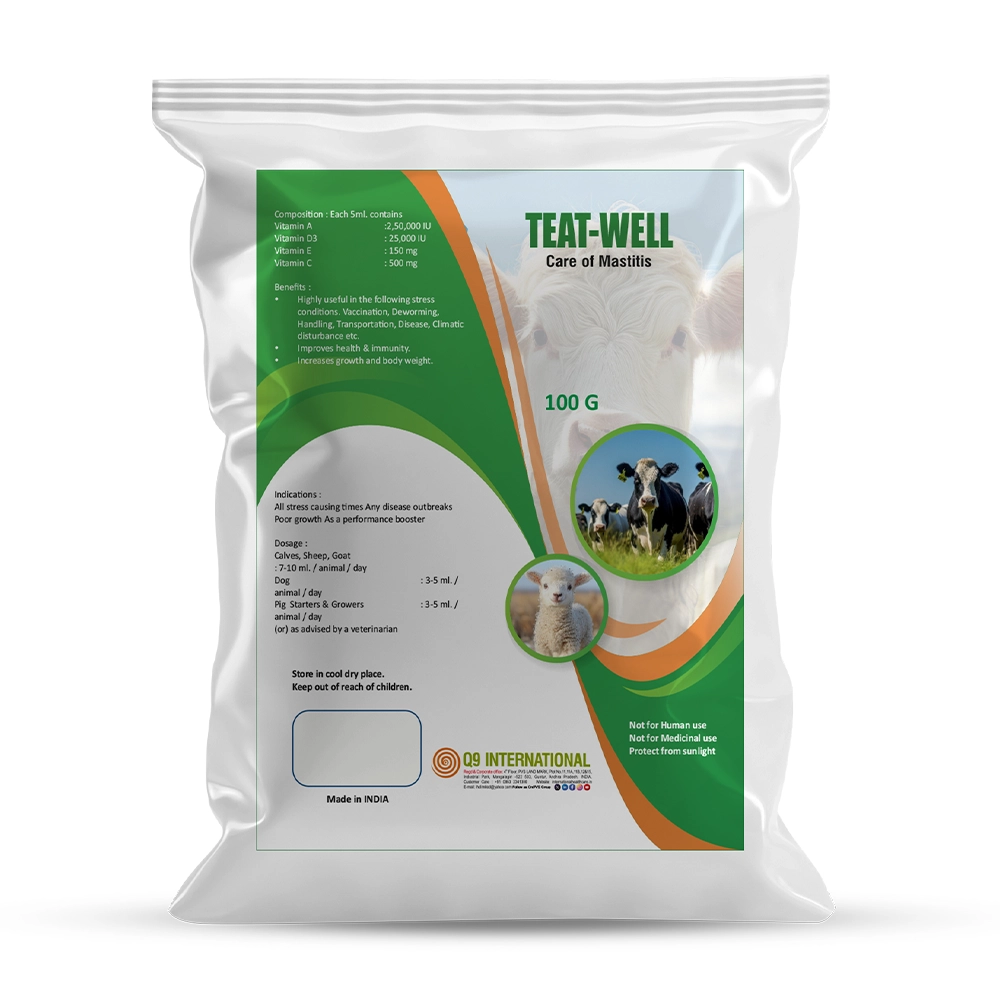 Composition : Each 5mL contains
Vitamin A :2,50,000 IU
Vitamin D3 : 25,000 IU
Vitamin E : 150 mg
Vitamin C : 500 mg
Benefits :
• Highly useful in the following stress
conditions. Vaccination, Deworming,
Handling, Transportation, Disease, Climatic
disturbance etc.
• Improves health & immunity.
• Increases growth and body weight.
TEAT-WELL
Care of Mastitis
100 G
Indications :
All stress causing times Any disease outbreaks
Poor growth As a performance booster
Dosage :
Calves, Sheep, Goat
: 7-10 ml. / animal / day
Dog : 3-5 ml. /
animal / day
Pig Starters & Growers : 3-5 ml. /
animal / day
(or) as advised by a veterinarian
Store in cool dry place.
Keep out of reach of children.
Made in INDIA
Q9 INTERNATIONAL
Not for Human use
Not for Medicinal use
Protect from sunlight